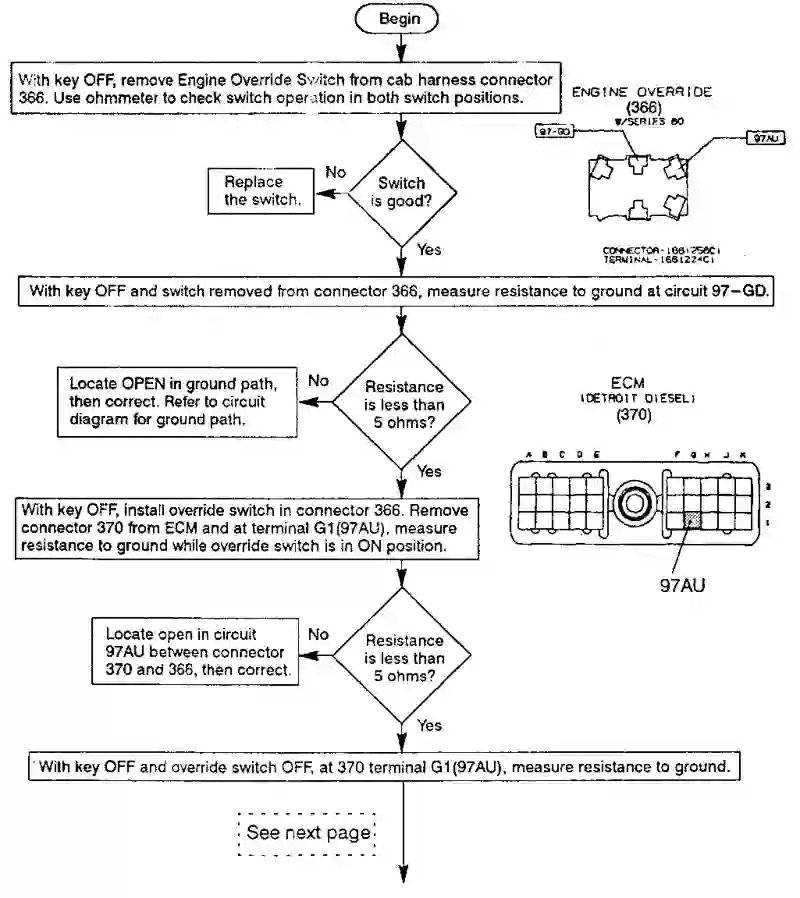 Begin
With key OFF, remove Engine Override Switch from cab harness connector
366. Use ohmmeter to check switch operation in both switch positions.
ENGINE OVERRIDE
(366)
W/SERIES 60
97-GD
97AU
No
Replace
the switch.
Switch
is good?
Yes
CONNECTOR-1661256C1
TERMINAL-1661224C1
With key OFF and switch removed from connector 366, measure resistance to ground at circuit 97-GD.
Locate OPEN in ground path,
then correct. Refer to circuit
diagram for ground path.
No
Resistance
is less than
5 ohms?
Yes
ECM
(DETROIT DIESEL)
(370)
A B C D E F G H J K
3
2
1
97AU
With key OFF, install override switch in connector 366. Remove
connector 370 from ECM and at terminal G1(97AU), measure
resistance to ground while override switch is in ON position.
Locate open in circuit
97AU between connector
370 and 366, then correct.
No
Resistance
is less than
5 ohms?
Yes
With key OFF and override switch OFF, at 370 terminal G1(97AU), measure resistance to ground.
See next page